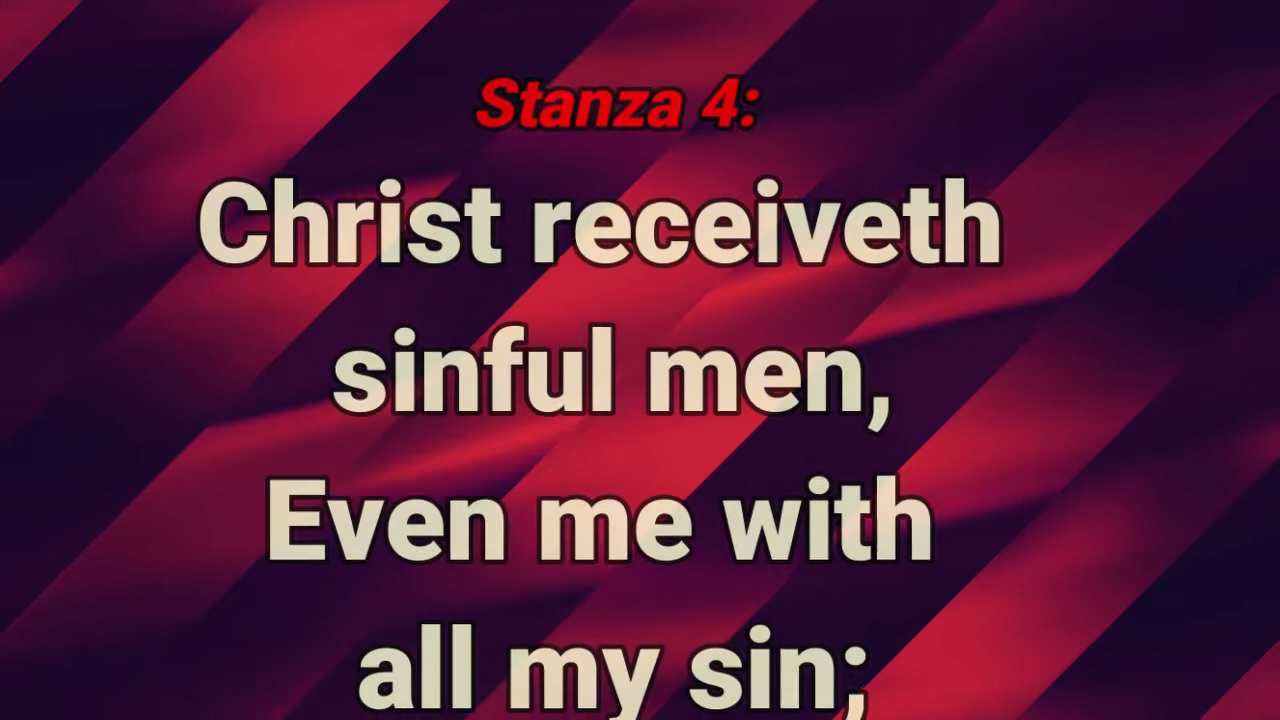 Stanza 4:
Christ receiveth
sinful men,
Even me with
all my sin;